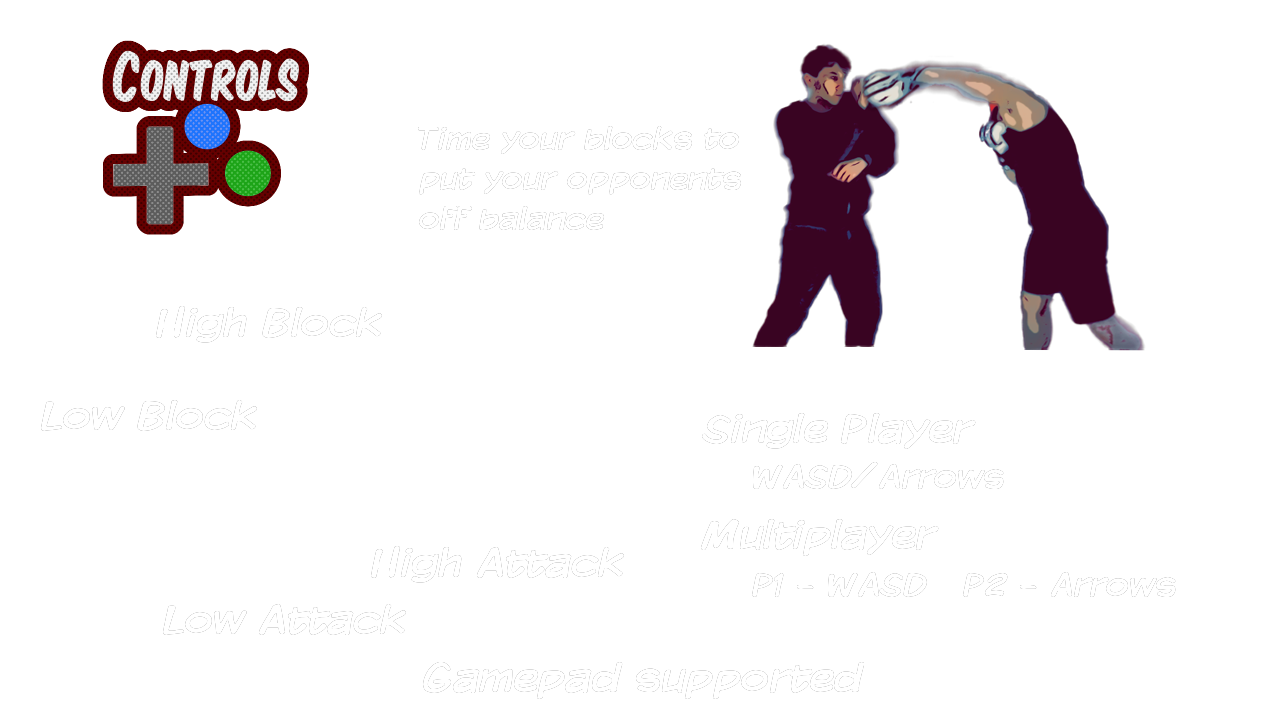 CONTROLS
Time your blocks to
put your opponents
off balance
High Block
Low Block
Single Player
WASD/Arrows
Multiplayer
P1 - WASD P2 - Arrows
High Attack
Low Attack
Gamepad supported